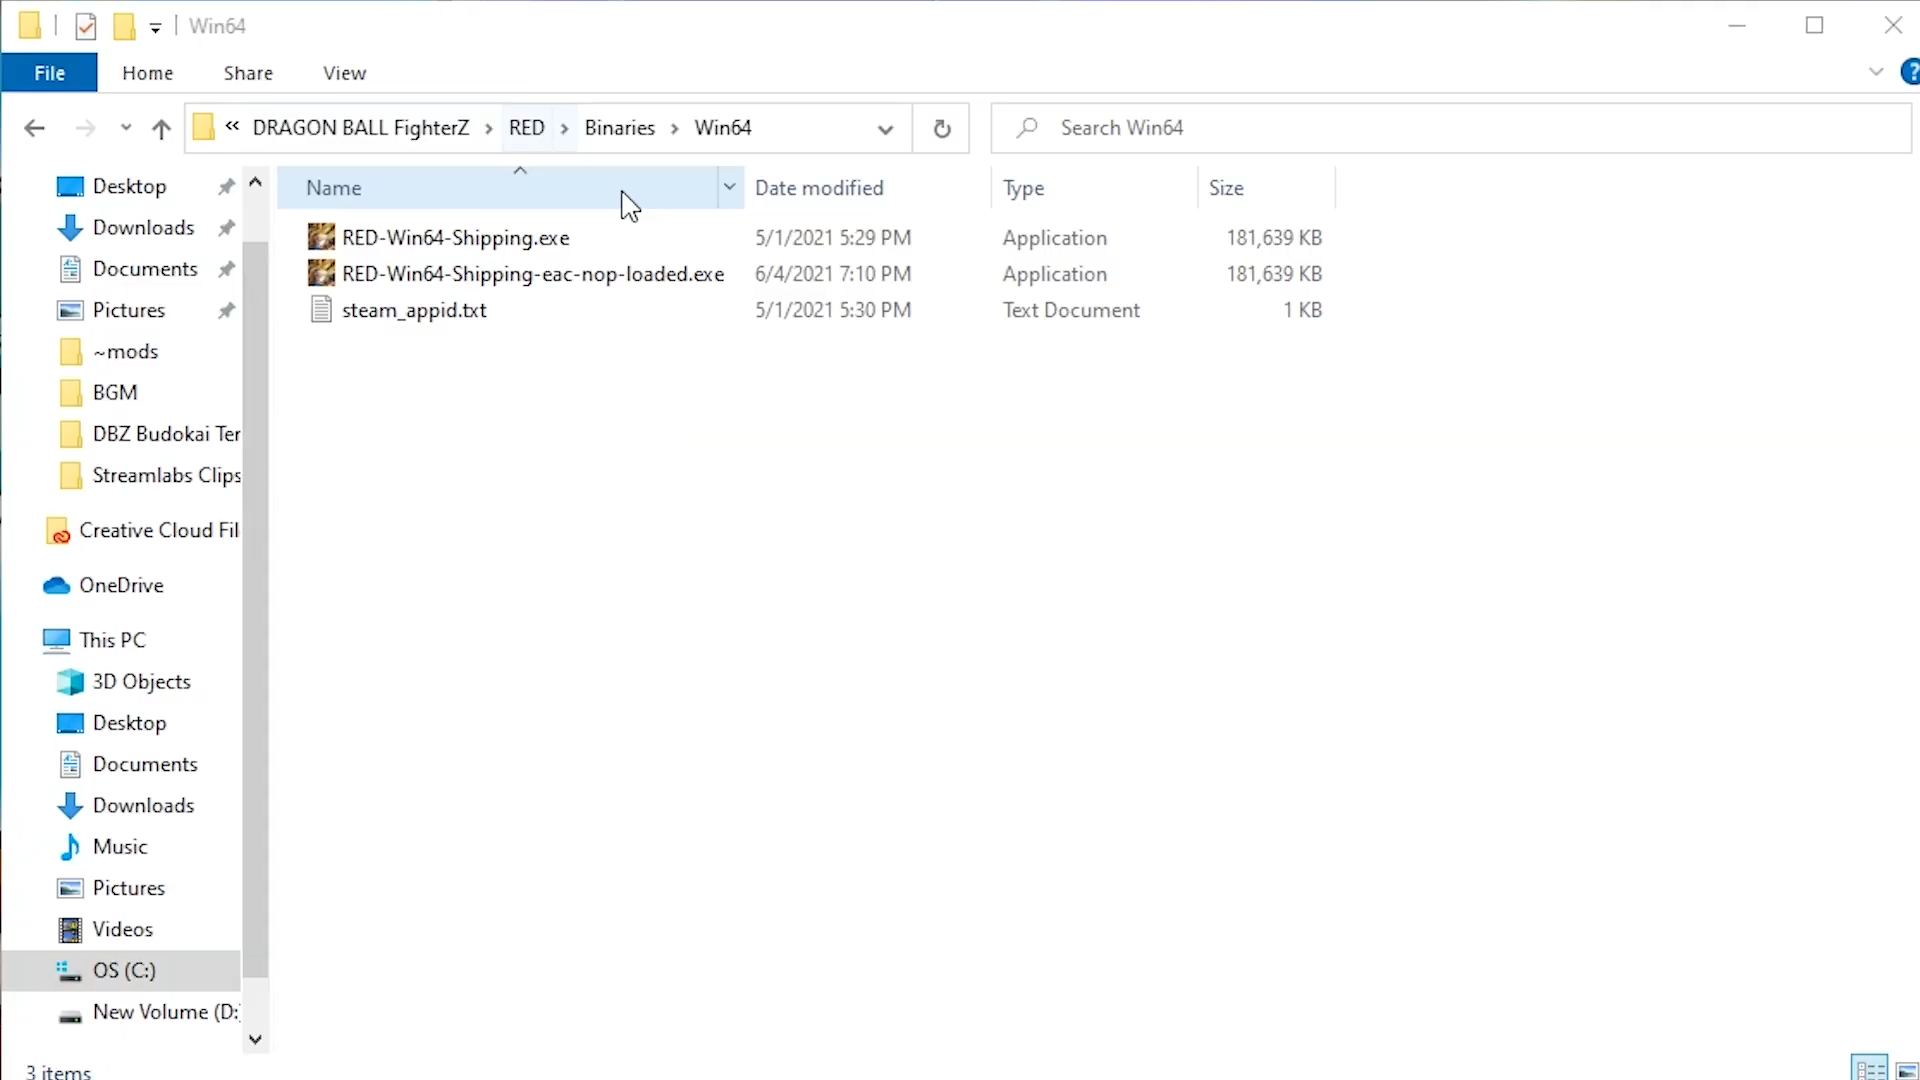 Win64
File Home Share View
« DRAGON BALL FighterZ > RED > Binaries > Win64
Search Win64
Name Date modified Type Size
RED-Win64-Shipping.exe 5/1/2021 5:29 PM Application 181,639 KB
RED-Win64-Shipping-eac-nop-loaded.exe 6/4/2021 7:10 PM Application 181,639 KB
steam_appid.txt 5/1/2021 5:30 PM Text Document 1 KB
Desktop
Downloads
Documents
Pictures
~mods
BGM
DBZ Budokai Ter
Streamlabs Clips
Creative Cloud Fil
OneDrive
This PC
3D Objects
Desktop
Documents
Downloads
Music
Pictures
Videos
OS (C:)
New Volume (D:
3 items